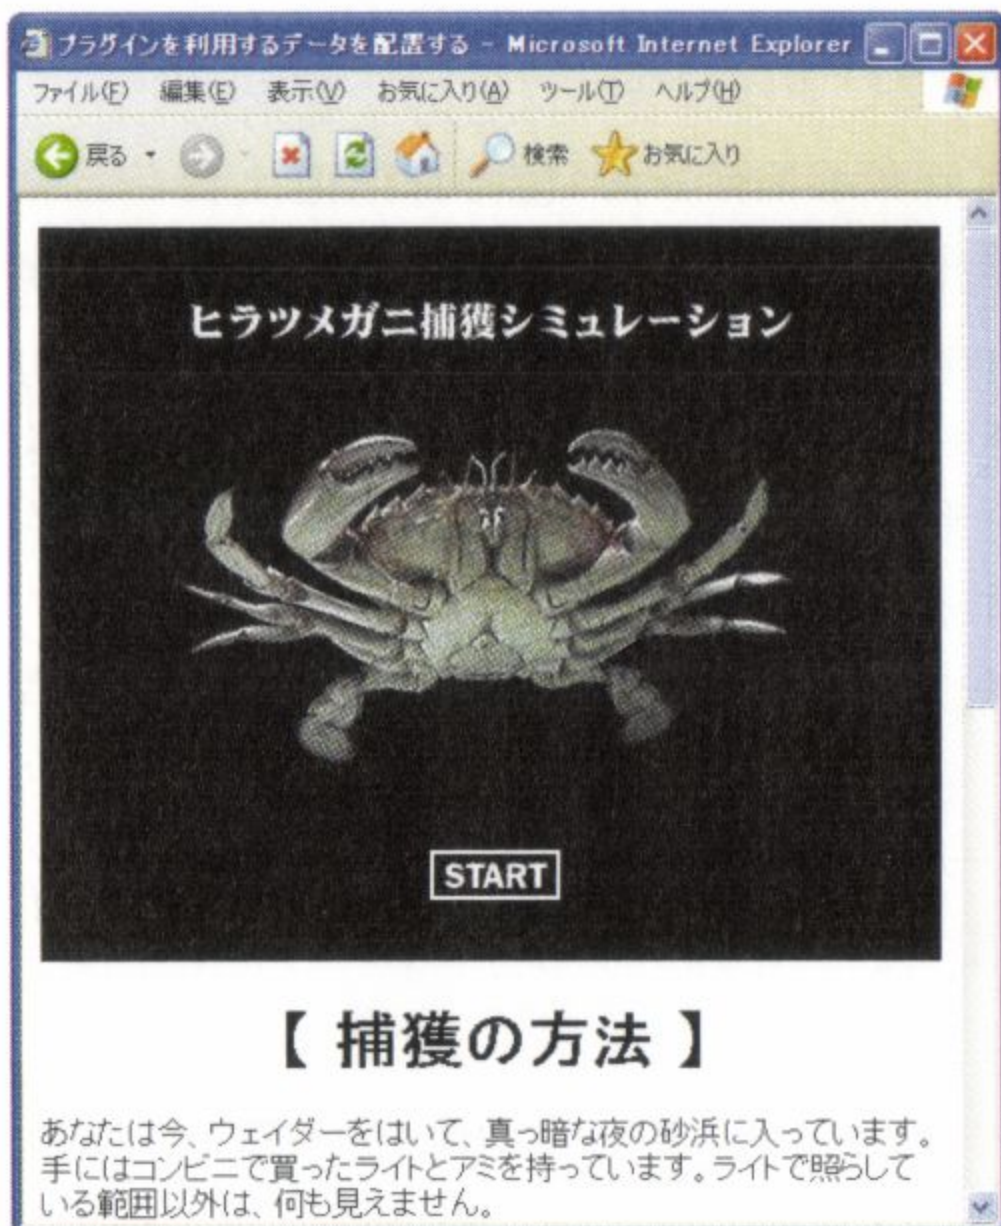 プラグインを利用するデータを配置する - Microsoft Internet Explorer
ファイル(F) 編集(E) 表示(V) お気に入り(A) ツール(T) ヘルプ(H)
戻る 検索 お気に入り
ヒラツメガニ捕獲シミュレーション
START
【 捕獲の方法 】
あなたは今、ウェイダーをはいて、真っ暗な夜の砂浜に入っています。
手にはコンビニで買ったライトとアミを持っています。ライトで照らして
いる範囲以外は、何も見えません。